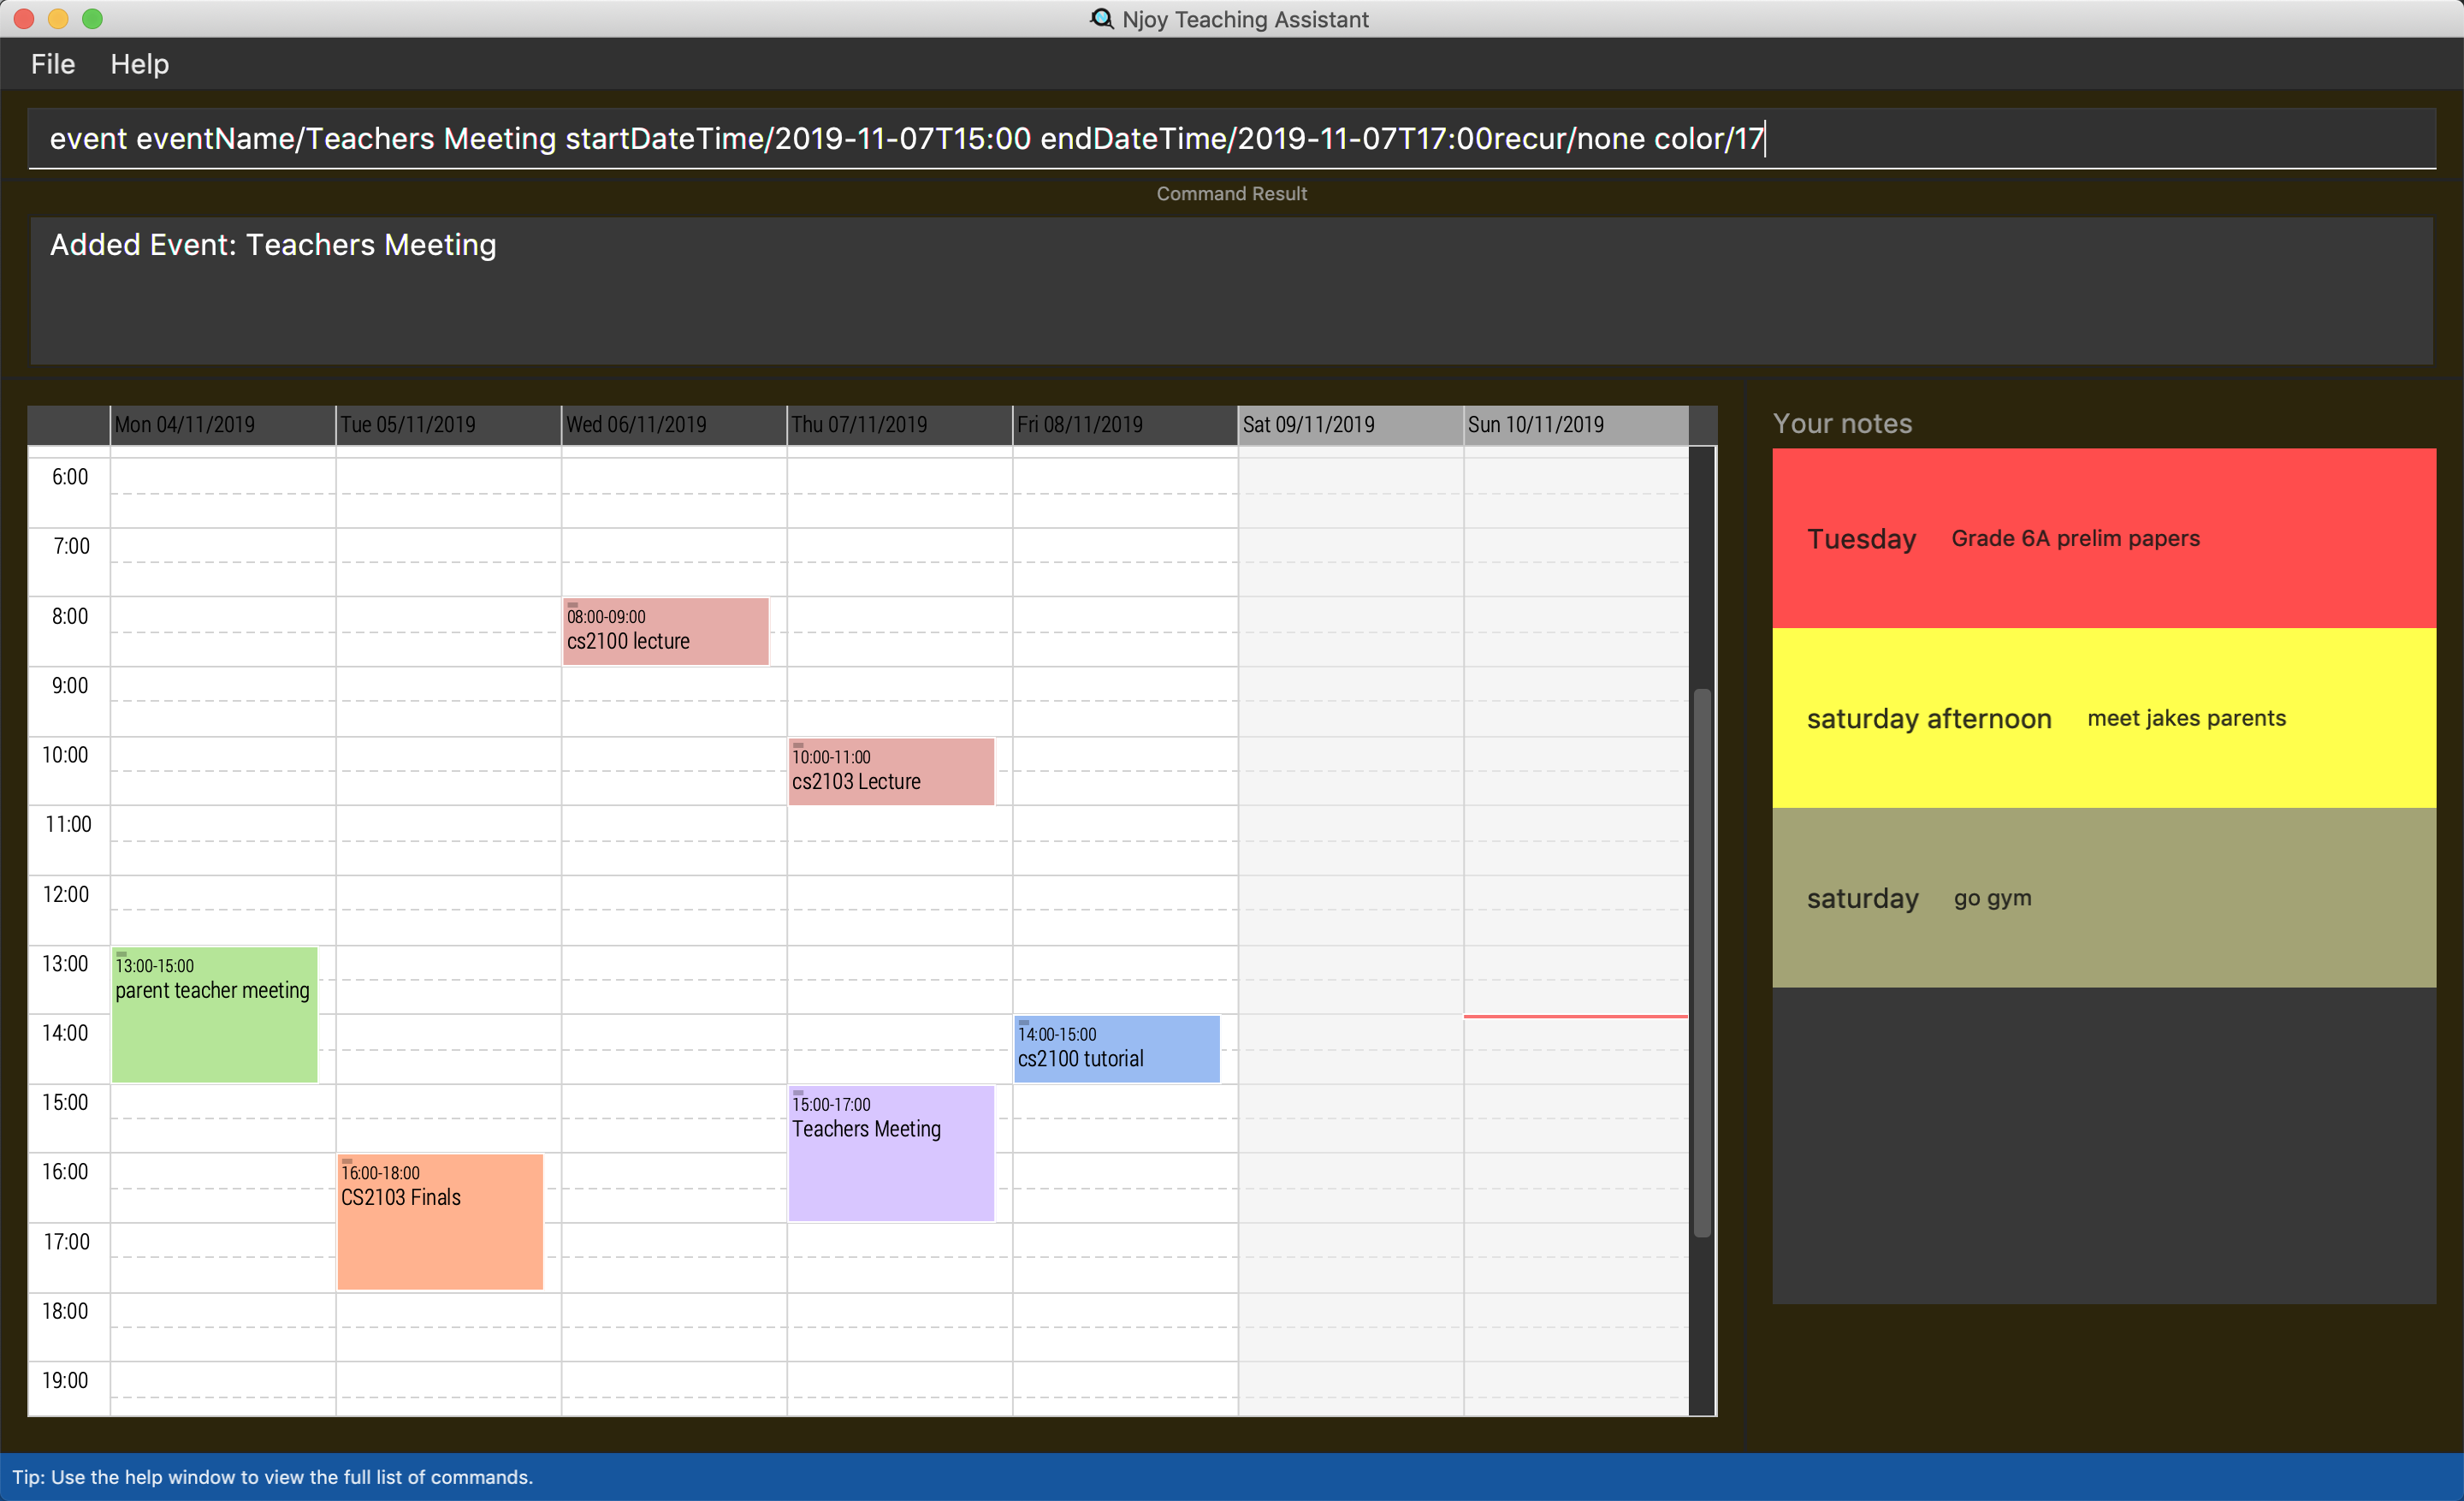 Njoy Teaching Assistant
File Help
event eventName/Teachers Meeting startDateTime/2019-11-07T15:00 endDateTime/2019-11-07T17:00recur/none color/17
Command Result
Added Event: Teachers Meeting
Mon 04/11/2019 Tue 05/11/2019 Wed 06/11/2019 Thu 07/11/2019 Fri 08/11/2019 Sat 09/11/2019 Sun 10/11/2019
6:00
7:00
8:00
08:00-09:00
cs2100 lecture
9:00
10:00
10:00-11:00
cs2103 Lecture
11:00
12:00
13:00
13:00-15:00
parent teacher meeting
14:00
14:00-15:00
cs2100 tutorial
15:00
15:00-17:00
Teachers Meeting
16:00
16:00-18:00
CS2103 Finals
17:00
18:00
19:00
Your notes
Tuesday Grade 6A prelim papers
saturday afternoon meet jakes parents
saturday go gym
Tip: Use the help window to view the full list of commands.